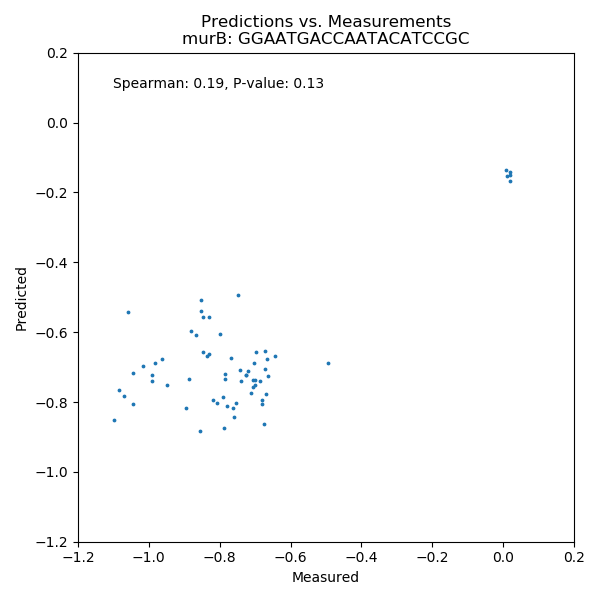 Predictions vs. Measurements
murB: GGAATGACCAATACATCCGC
Spearman: 0.19, P-value: 0.13
0.2
0.0
−0.2
−0.4
−0.6
−0.8
−1.0
−1.2
Predicted
−1.2 −1.0 −0.8 −0.6 −0.4 −0.2 0.0 0.2
Measured